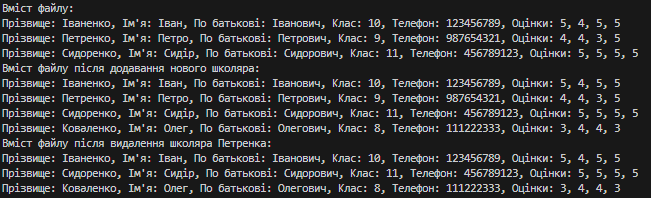 Вміст файлу:
Прізвище: Іваненко, Ім'я: Іван, По батькові: Іванович, Клас: 10, Телефон: 123456789, Оцінки: 5, 4, 5, 5
Прізвище: Петренко, Ім'я: Петро, По батькові: Петрович, Клас: 9, Телефон: 987654321, Оцінки: 4, 4, 3, 5
Прізвище: Сидоренко, Ім'я: Сидір, По батькові: Сидорович, Клас: 11, Телефон: 456789123, Оцінки: 5, 5, 5, 5
Вміст файлу після додавання нового школяра:
Прізвище: Іваненко, Ім'я: Іван, По батькові: Іванович, Клас: 10, Телефон: 123456789, Оцінки: 5, 4, 5, 5
Прізвище: Петренко, Ім'я: Петро, По батькові: Петрович, Клас: 9, Телефон: 987654321, Оцінки: 4, 4, 3, 5
Прізвище: Сидоренко, Ім'я: Сидір, По батькові: Сидорович, Клас: 11, Телефон: 456789123, Оцінки: 5, 5, 5, 5
Прізвище: Коваленко, Ім'я: Олег, По батькові: Олегович, Клас: 8, Телефон: 111222333, Оцінки: 3, 4, 4, 3
Вміст файлу після видалення школяра Петренка:
Прізвище: Іваненко, Ім'я: Іван, По батькові: Іванович, Клас: 10, Телефон: 123456789, Оцінки: 5, 4, 5, 5
Прізвище: Сидоренко, Ім'я: Сидір, По батькові: Сидорович, Клас: 11, Телефон: 456789123, Оцінки: 5, 5, 5, 5
Прізвище: Коваленко, Ім'я: Олег, По батькові: Олегович, Клас: 8, Телефон: 111222333, Оцінки: 3, 4, 4, 3